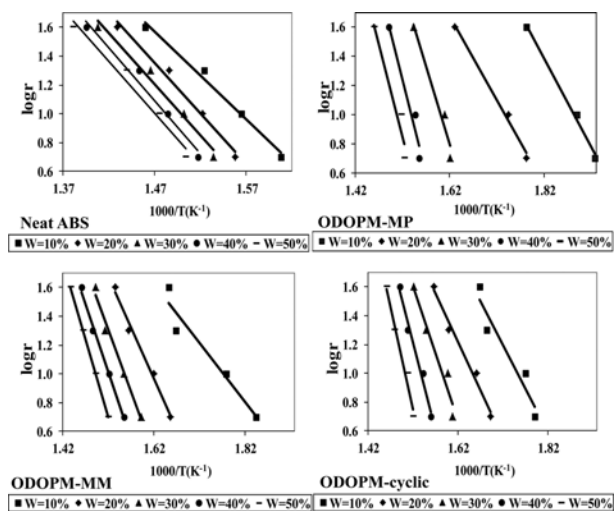 1.6
1.4
1.2
1.0
0.8
0.6
logr
1.37 1.47 1.57
1000/T(K-1)
Neat ABS
W=10% W=20% W=30% W=40% W=50%
1.6
1.4
1.2
1.0
0.8
0.6
logr
1.42 1.62 1.82
1000/T(K-1)
ODOPM-MP
W=10% W=20% W=30% W=40% W=50%
1.6
1.4
1.2
1.0
0.8
0.6
logr
1.42 1.62 1.82
1000/T(K-1)
ODOPM-MM
W=10% W=20% W=30% W=40% W=50%
1.6
1.4
1.2
1.0
0.8
0.6
logr
1.42 1.62 1.82
1000/T(K-1)
ODOPM-cyclic
W=10% W=20% W=30% W=40% W=50%